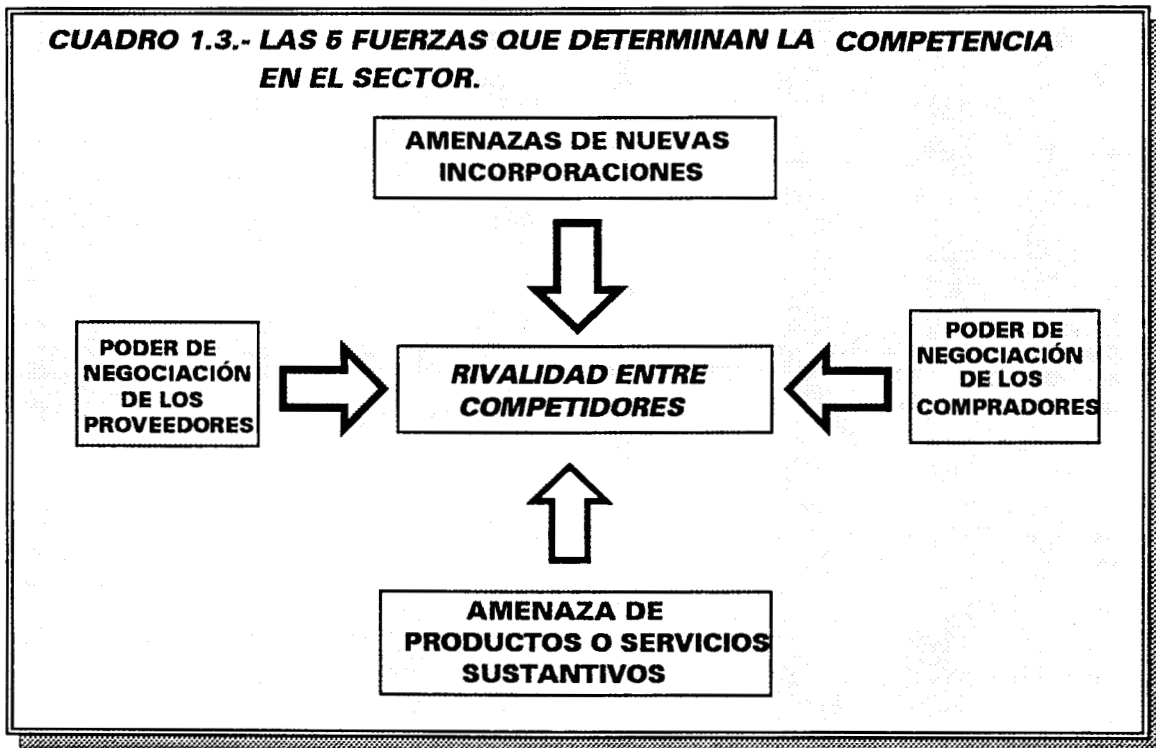 CUADRO 1.3.- LAS 5 FUERZAS QUE DETERMINAN LA COMPETENCIA
EN EL SECTOR.
AMENAZAS DE NUEVAS
INCORPORACIONES
PODER DE
NEGOCIACIÓN
DE LOS
PROVEEDORES
RIVALIDAD ENTRE
COMPETIDORES
PODER DE
NEGOCIACIÓN
DE LOS
COMPRADORES
AMENAZA DE
PRODUCTOS O SERVICIOS
SUSTANTIVOS